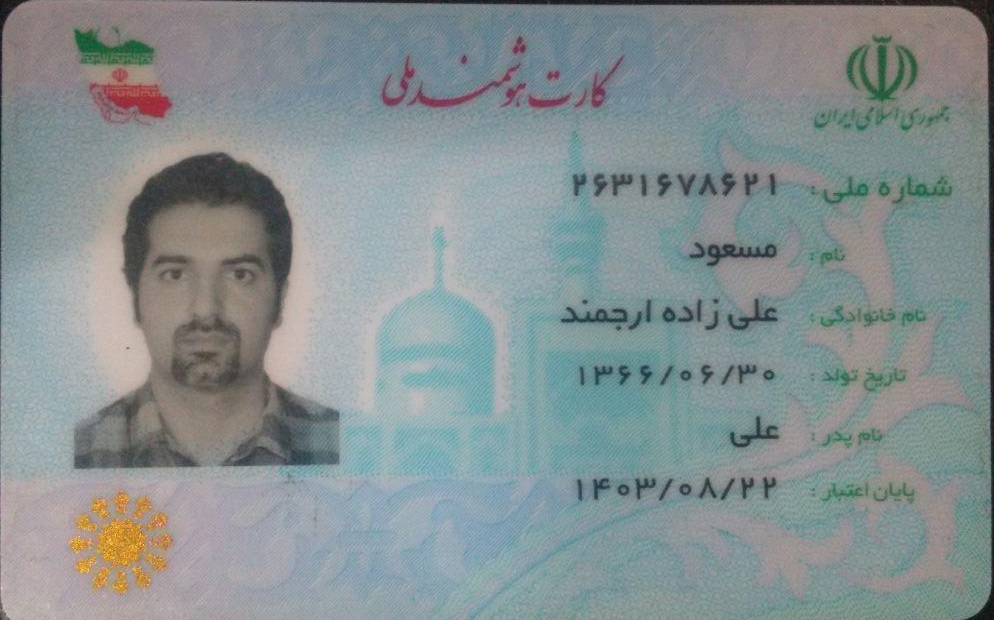 کارت هوشمند ملی
جمهوری اسلامی ایران
شماره ملی : ۲۶۳۱۶۷۸۶۲۱
نام : مسعود
نام خانوادگی : علی زاده ارجمند
تاریخ تولد : ۱۳۶۶/۰۶/۳۰
نام پدر : علی
پایان اعتبار : ۱۴۰۳/۰۸/۲۲